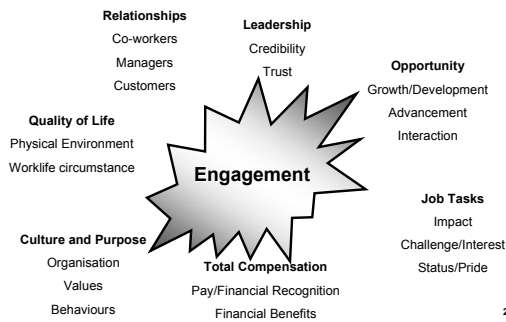 Relationships
Co-workers
Managers
Customers
Leadership
Credibility
Trust
Opportunity
Growth/Development
Advancement
Interaction
Quality of Life
Physical Environment
Worklife circumstance
Engagement
Job Tasks
Impact
Challenge/Interest
Status/Pride
Culture and Purpose
Organisation
Values
Behaviours
Total Compensation
Pay/Financial Recognition
Financial Benefits
2